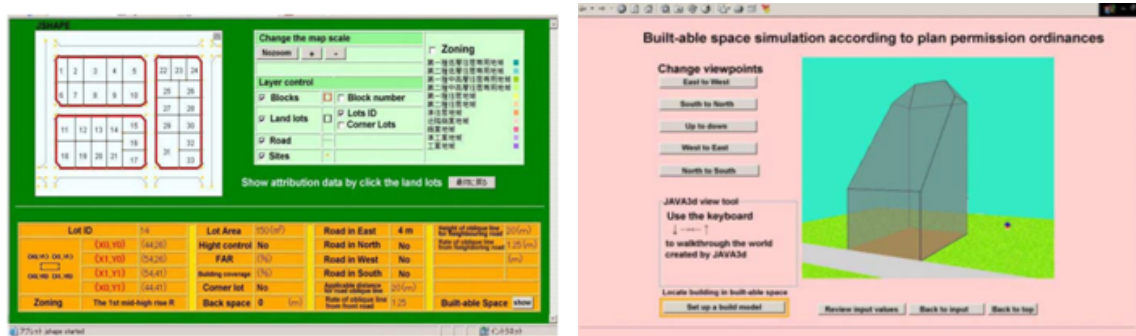 JSHAPE
Change the map scale
Nozoom + -
Zoning
Layer control
Blocks Block number
Land lots Lots ID
Corner Lots
Road
Sites
1 2 3 4 5 22 23 24
6 7 8 9 10 25 26
27 28
11 12 13 14 15 29 30
16 32
18 19 20 21 17 31 33
Show attribution data by click the land lots
Lot ID 14 Lot Area 150(㎡) Road in East 4 m
(X0,Y0) (44,26) Hight control No Road in North No
(X1,Y0) (54,26) FAR (%) Road in West No
(X1,Y1) (54,41) Building coverage (%) Road in South No
(X0,Y1) (44,41) Corner lot No Applicable distance for road oblique line 20(m)
Zoning The 1st mid-high rise R Back space 0 (m) Rate of oblique line from front road 1.25
Height of oblique line for neighbouring road 20(m)
Rate of oblique line from neighbouring road 1.25 (m)
(m)
Built-able Space show
Built-able space simulation according to plan permission ordinances
Change viewpoints
East to West
South to North
Up to down
West to East
North to South
JAVA3d view tool
Use the keyboard
↓ ← → ↑
to walkthrough the world
created by JAVA3d
Locate building in built-able space
Set up a build model
Review input values Back to input Back to top